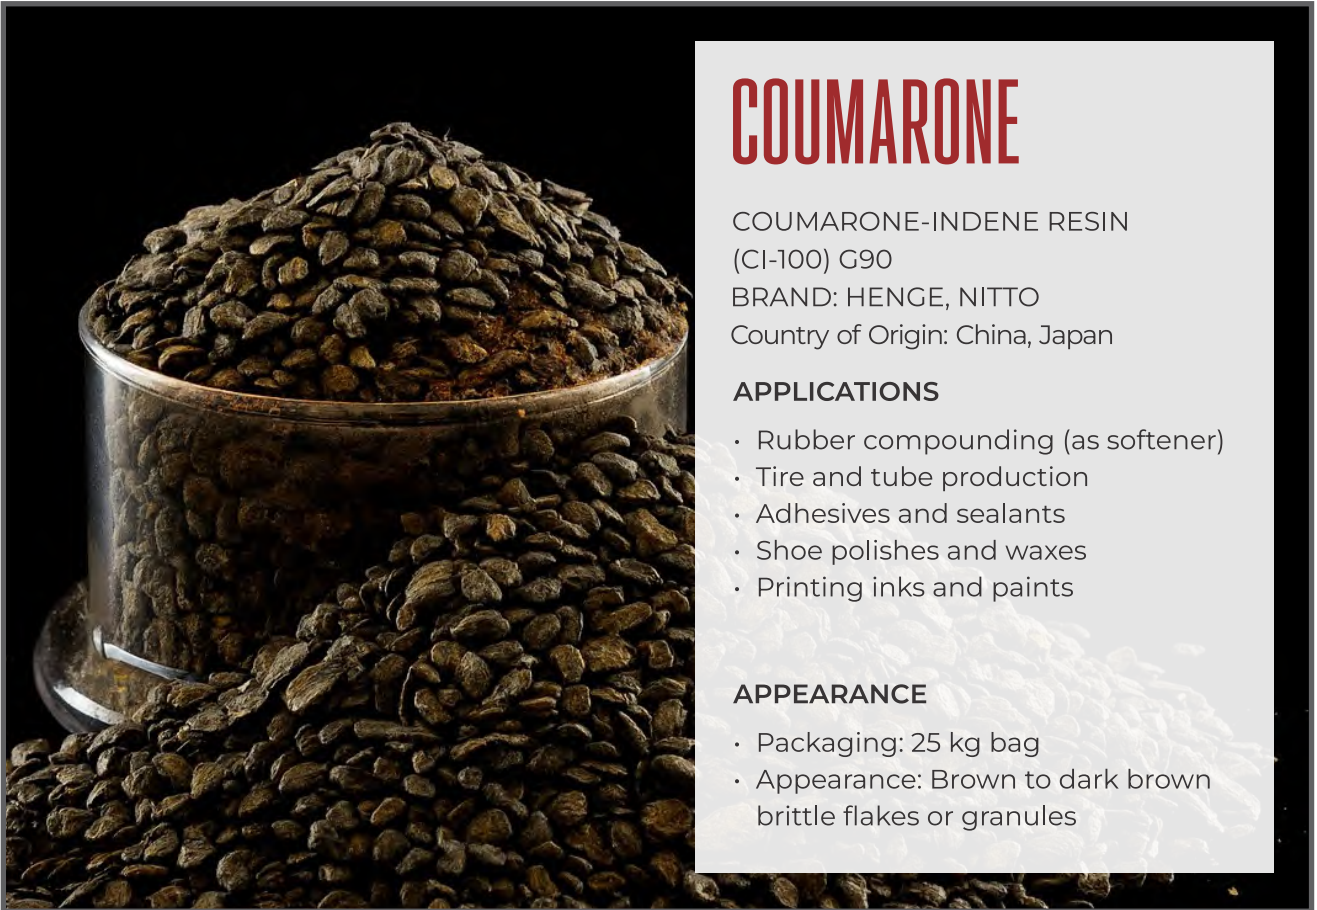 COUMARONE
COUMARONE-INDENE RESIN
(CI-100) G90
BRAND: HENGE, NITTO
Country of Origin: China, Japan
APPLICATIONS
• Rubber compounding (as softener)
• Tire and tube production
• Adhesives and sealants
• Shoe polishes and waxes
• Printing inks and paints
APPEARANCE
• Packaging: 25 kg bag
• Appearance: Brown to dark brown
brittle flakes or granules